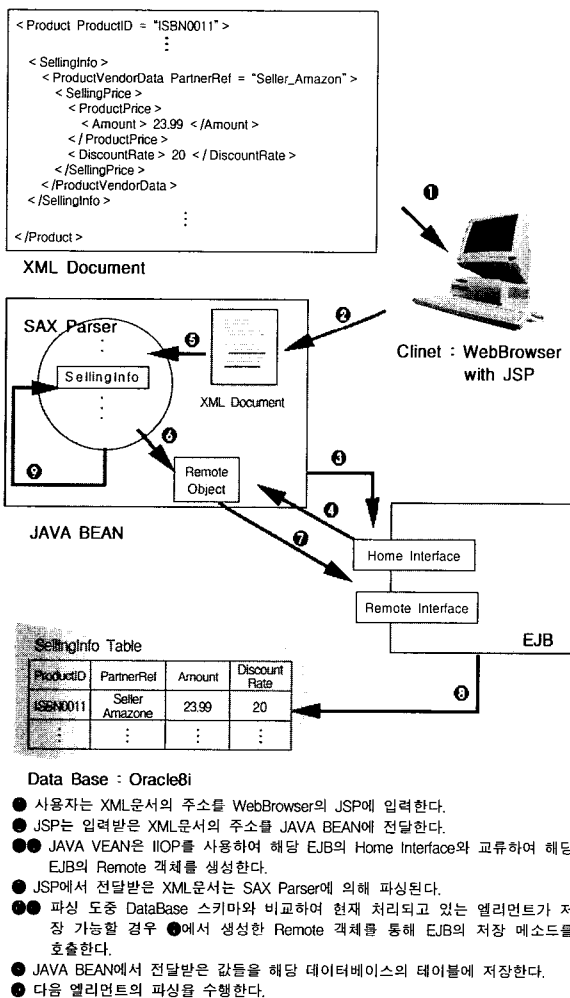 <Product ProductID = "ISBN0011">
⋮
<SellingInfo>
<ProductVendorData PartnerRef = "Seller_Amazon">
<SellingPrice>
<ProductPrice>
<Amount> 23.99 </Amount>
</ProductPrice>
<DiscountRate> 20 </DiscountRate>
</SellingPrice>
</ProductVendorData>
</SellingInfo>
⋮
</Product>
XML Document
❶
SAX Parser
❺
❷
SellingInfo
XML Document
Clinet : WebBrowser
with JSP
❻
❾
Remote
Object
❸
❹
JAVA BEAN
❼
Home Interface
Remote Interface
EJB
SellingInfo Table
ProductID PartnerRef Amount Discount Rate
ISBN0011 Seller Amazone 23.99 20
⋮ ⋮ ⋮ ⋮
❽
Data Base : Oracle8i
사용자는 XML문서의 주소를 WebBrowser의 JSP에 입력한다.
JSP는 입력받은 XML문서의 주소를 JAVA BEAN에 전달한다.
JAVA VEAN은 IIOP를 사용하여 해당 EJB의 Home Interface와 교류하여 해당
EJB의 Remote 객체를 생성한다.
JSP에서 전달받은 XML문서는 SAX Parser에 의해 파싱된다.
파싱 도중 DataBase 스키마와 비교하여 현재 처리되고 있는 엘리먼트가 저
장 가능할 경우 에서 생성한 Remote 객체를 통해 EJB의 저장 메소드를
호출한다.
JAVA BEAN에서 전달받은 값들을 해당 데이터베이스의 테이블에 저장한다.
다음 엘리먼트의 파싱을 수행한다.